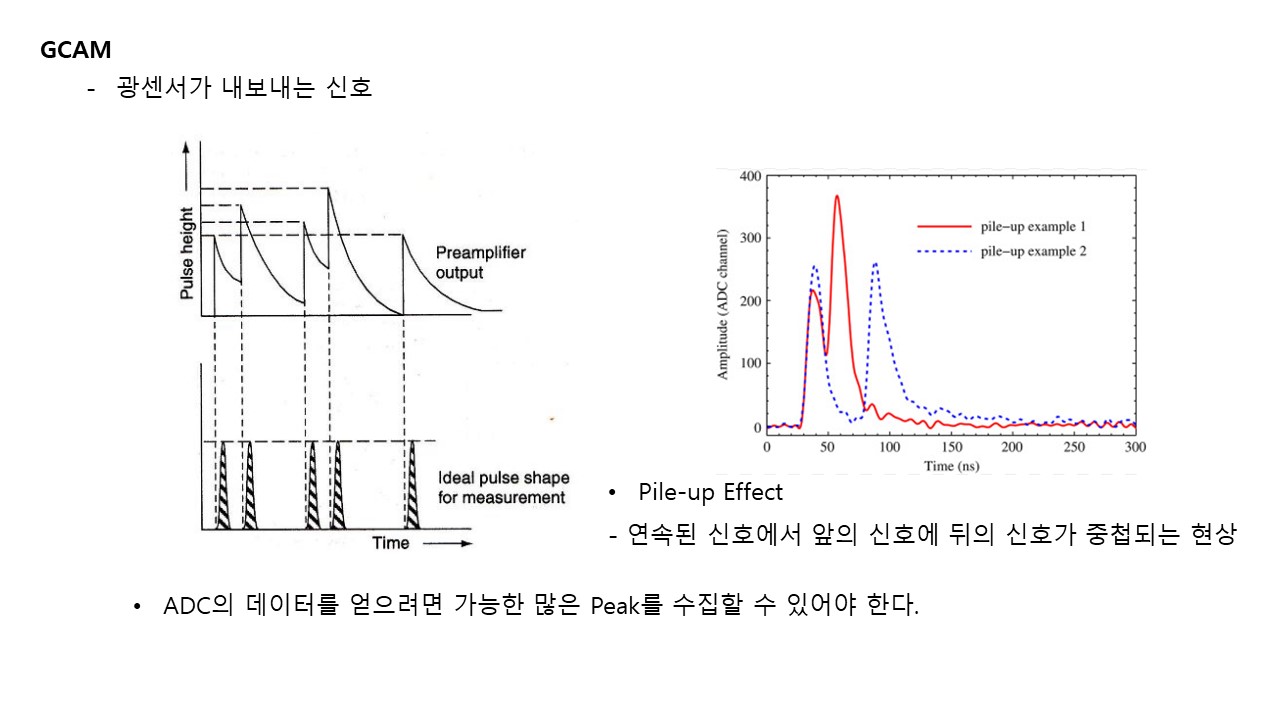 GCAM
- 광센서가 내보내는 신호
Pulse height
Preamplifier
output
Ideal pulse shape
for measurement
Time
400
300
200
100
0
Amplitude (ADC channel)
pile-up example 1
pile-up example 2
0 50 100 150 200 250 300
Time (ns)
• Pile-up Effect
- 연속된 신호에서 앞의 신호에 뒤의 신호가 중첩되는 현상
• ADC의 데이터를 얻으려면 가능한 많은 Peak를 수집할 수 있어야 한다.